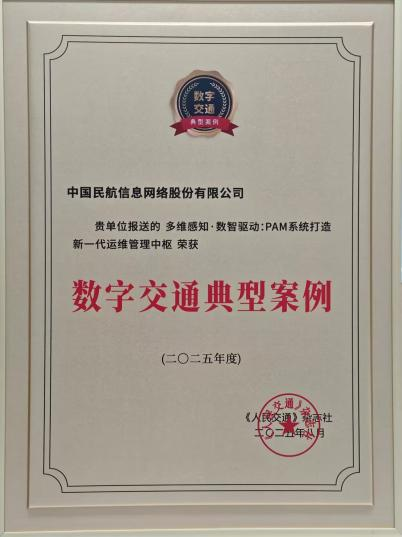 数字
交通
典型案例
中国民航信息网络股份有限公司
贵单位报送的 多维感知·数智驱动:PAM系统打造
新一代运维管理中枢 荣获
数字交通典型案例
(二〇二五年度)
《人民交通》杂志社
二〇二五年八月